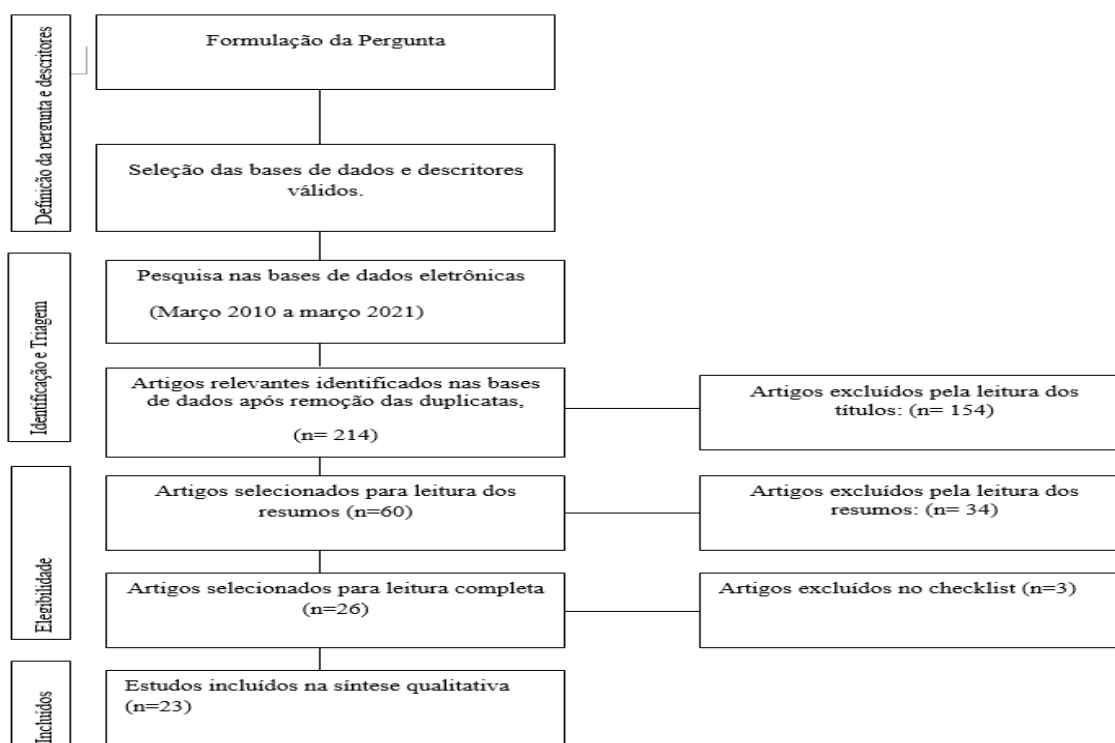 Definição da pergunta e descritores
Formulação da Pergunta
Seleção das bases de dados e descritores
válidos.
Identificação e Triagem
Pesquisa nas bases de dados eletrônicas
(Março 2010 a março 2021)
Artigos relevantes identificados nas bases
de dados após remoção das duplicatas,
(n= 214)
Artigos excluídos pela leitura dos
títulos: (n= 154)
Elegibilidade
Artigos selecionados para leitura dos
resumos (n=60)
Artigos excluídos pela leitura dos
resumos: (n= 34)
Artigos selecionados para leitura completa
(n=26)
Artigos excluídos no checklist (n=3)
Incluídos
Estudos incluídos na síntese qualitativa
(n=23)